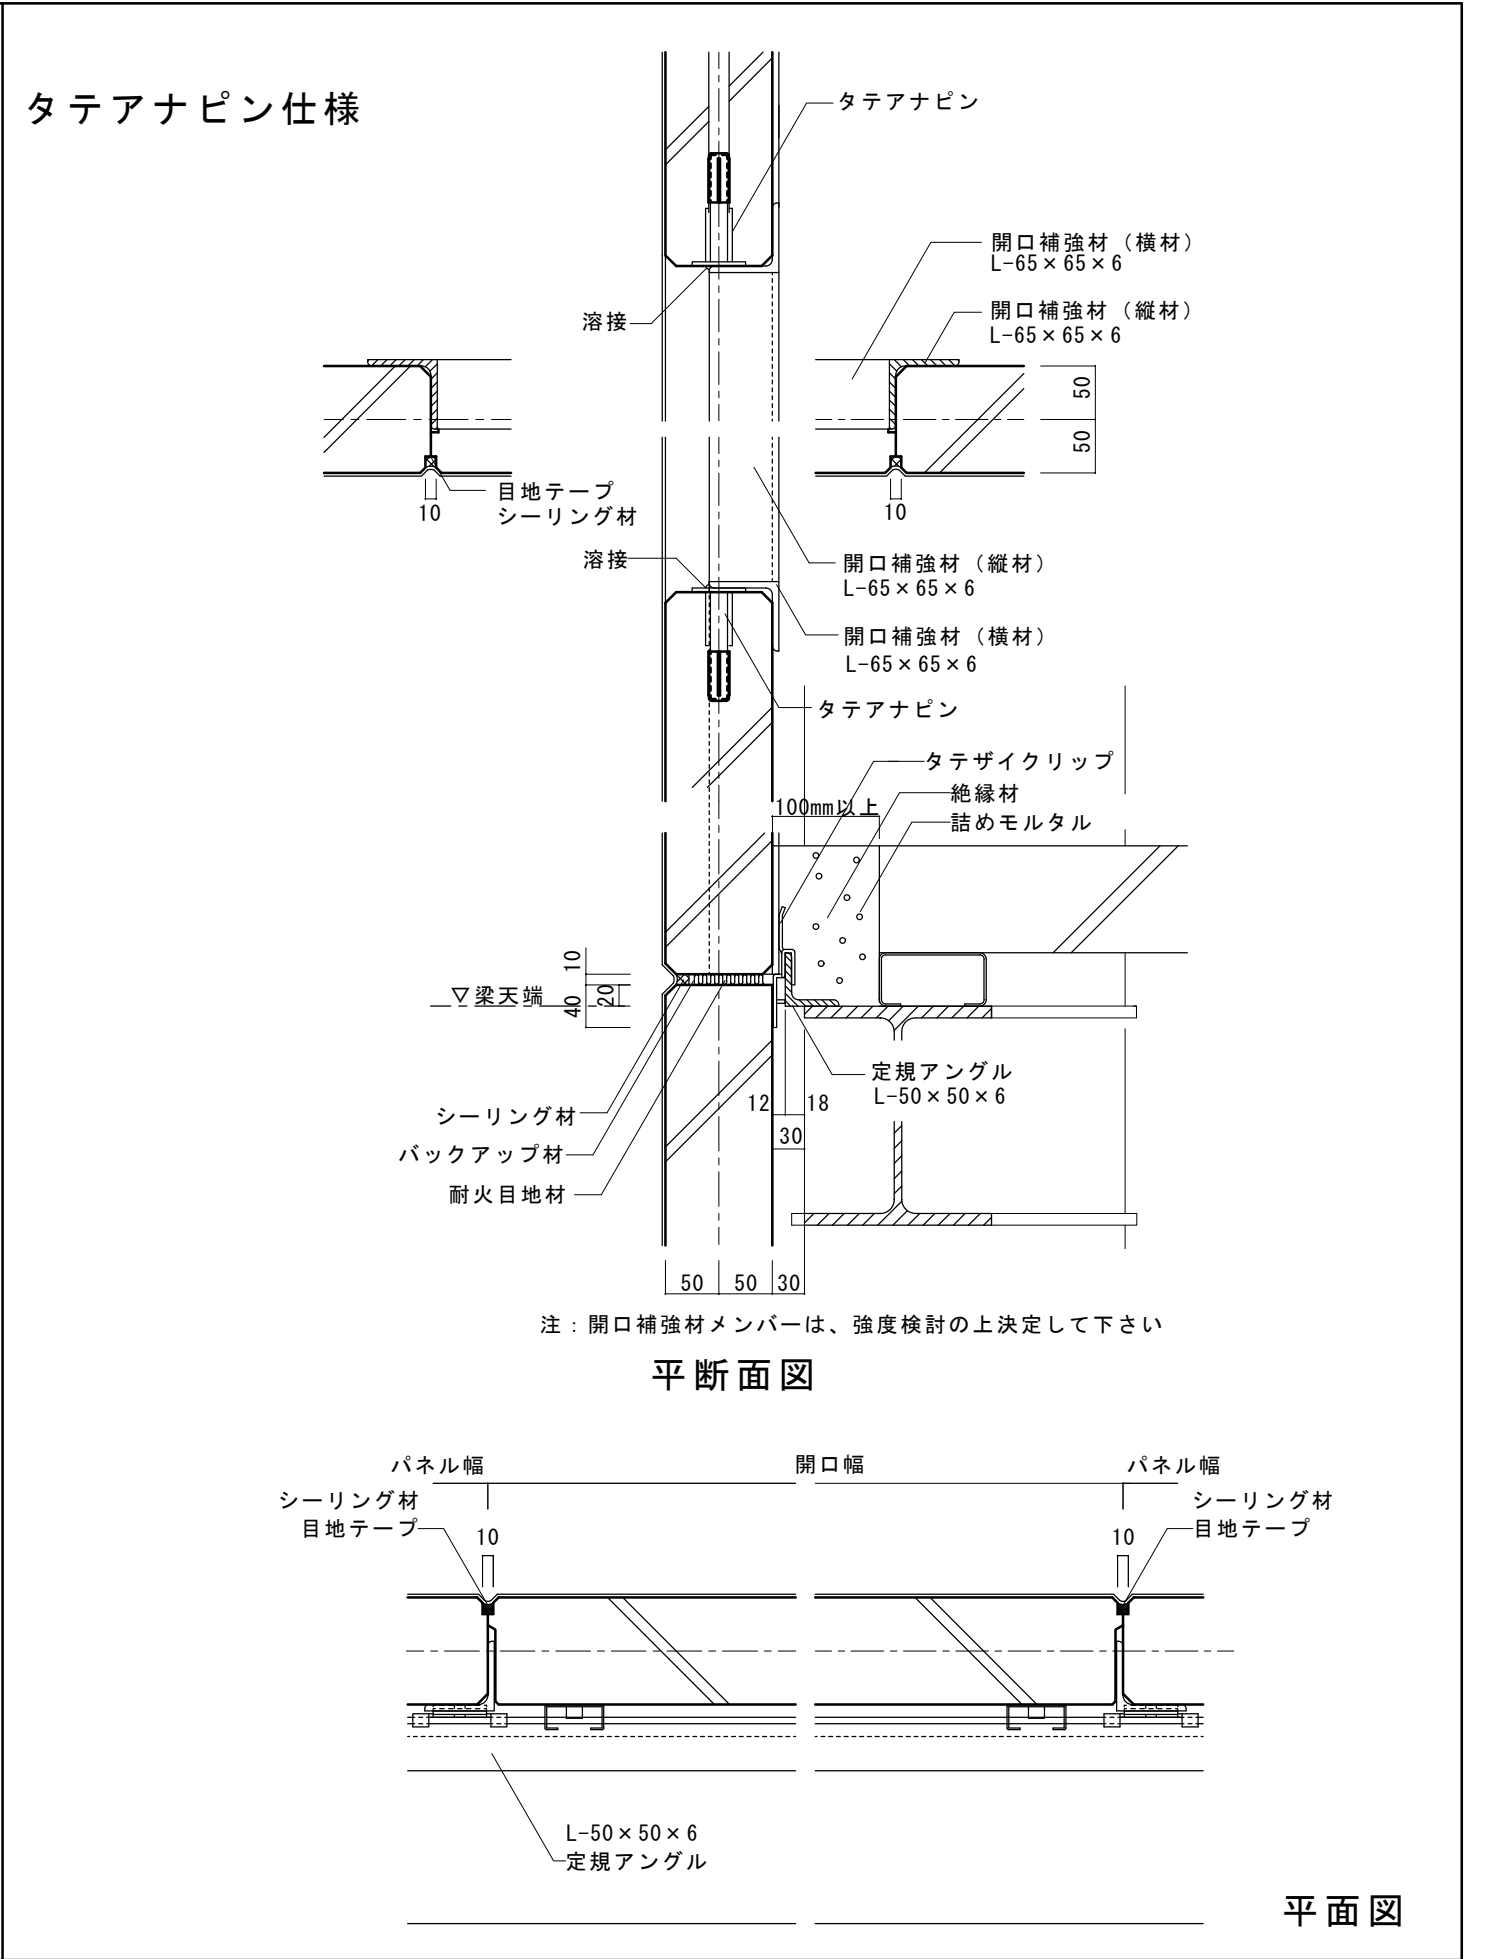 タテアナピン仕様
タテアナピン
開口補強材（横材）
L-65×65×6
開口補強材（縦材）
L-65×65×6
溶接
50
50
目地テープ
シーリング材
10
10
溶接
開口補強材（縦材）
L-65×65×6
開口補強材（横材）
L-65×65×6
タテアナピン
タテザイクリップ
絶縁材
100mm以上
詰めモルタル
10
▽梁天端
40
20
定規アングル
L-50×50×6
12
18
30
シーリング材
バックアップ材
耐火目地材
50
50
30
注：開口補強材メンバーは、強度検討の上決定して下さい
平断面図
パネル幅
開口幅
パネル幅
シーリング材
目地テープ
シーリング材
目地テープ
10
10
L-50×50×6
定規アングル
平面図